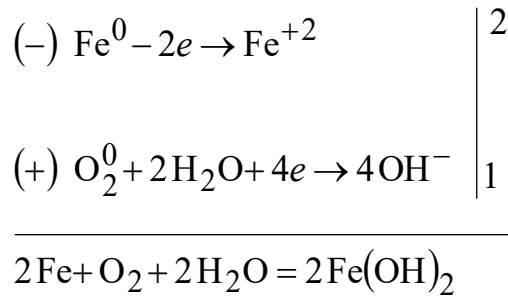 (−) Fe⁰ − 2e → Fe⁺² | 2
(+) O₂⁰ + 2H₂O + 4e → 4OH⁻ | 1
2Fe + O₂ + 2H₂O = 2Fe(OH)₂